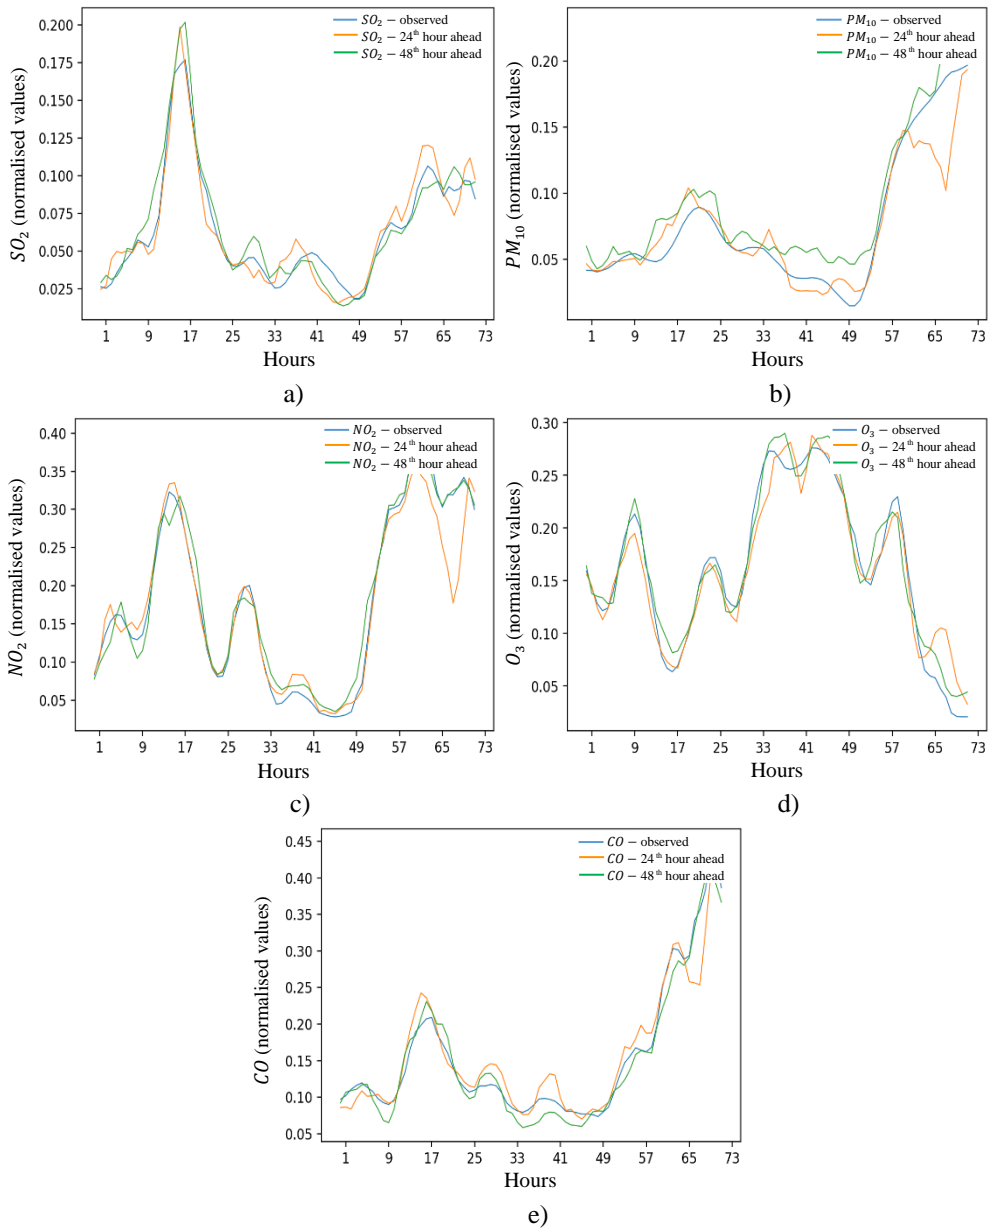 SO₂ − observed
SO₂ − 24th hour ahead
SO₂ − 48th hour ahead
0.200
0.175
0.150
0.125
0.100
0.075
0.050
0.025
SO₂ (normalised values)
1 9 17 25 33 41 49 57 65 73
Hours
a)
PM₁₀ − observed
PM₁₀ − 24th hour ahead
PM₁₀ − 48th hour ahead
0.20
0.15
0.10
0.05
PM₁₀ (normalised values)
1 9 17 25 33 41 49 57 65 73
Hours
b)
NO₂ − observed
NO₂ − 24th hour ahead
NO₂ − 48th hour ahead
0.40
0.35
0.30
0.25
0.20
0.15
0.10
0.05
NO₂ (normalised values)
1 9 17 25 33 41 49 57 65 73
Hours
c)
O₃ − observed
O₃ − 24th hour ahead
O₃ − 48th hour ahead
0.30
0.25
0.20
0.15
0.10
0.05
O₃ (normalised values)
1 9 17 25 33 41 49 57 65 73
Hours
d)
CO − observed
CO − 24th hour ahead
CO − 48th hour ahead
0.45
0.40
0.35
0.30
0.25
0.20
0.15
0.10
0.05
CO (normalised values)
1 9 17 25 33 41 49 57 65 73
Hours
e)